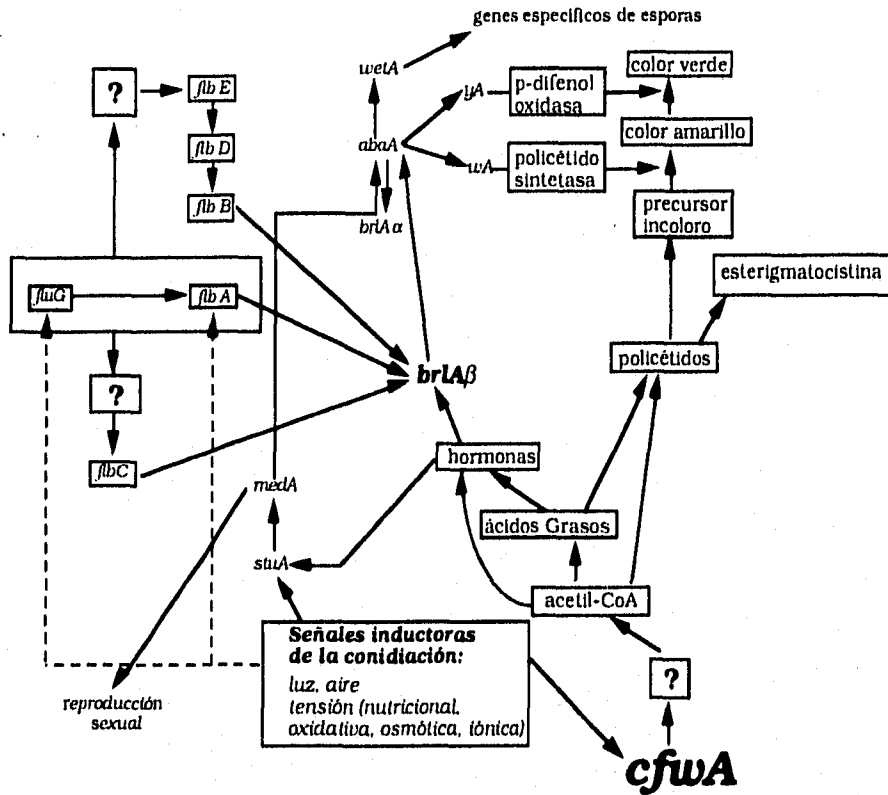 genes específicos de esporas
wetA
color verde
?
flb E
yA
p-difenol
oxidasa
color amarillo
flb D
abaA
wA
policétido
sintetasa
flb B
precursor
incoloro
brlA α
esterigmatocistina
fluG
flb A
policétidos
brlAβ
?
hormonas
flbC
medA
ácidos Grasos
stuA
acetil-CoA
Señales inductoras
de la conidiación:
luz, aire
tensión (nutricional,
oxidativa, osmótica, iónica)
?
reproducción
sexual
cfwA